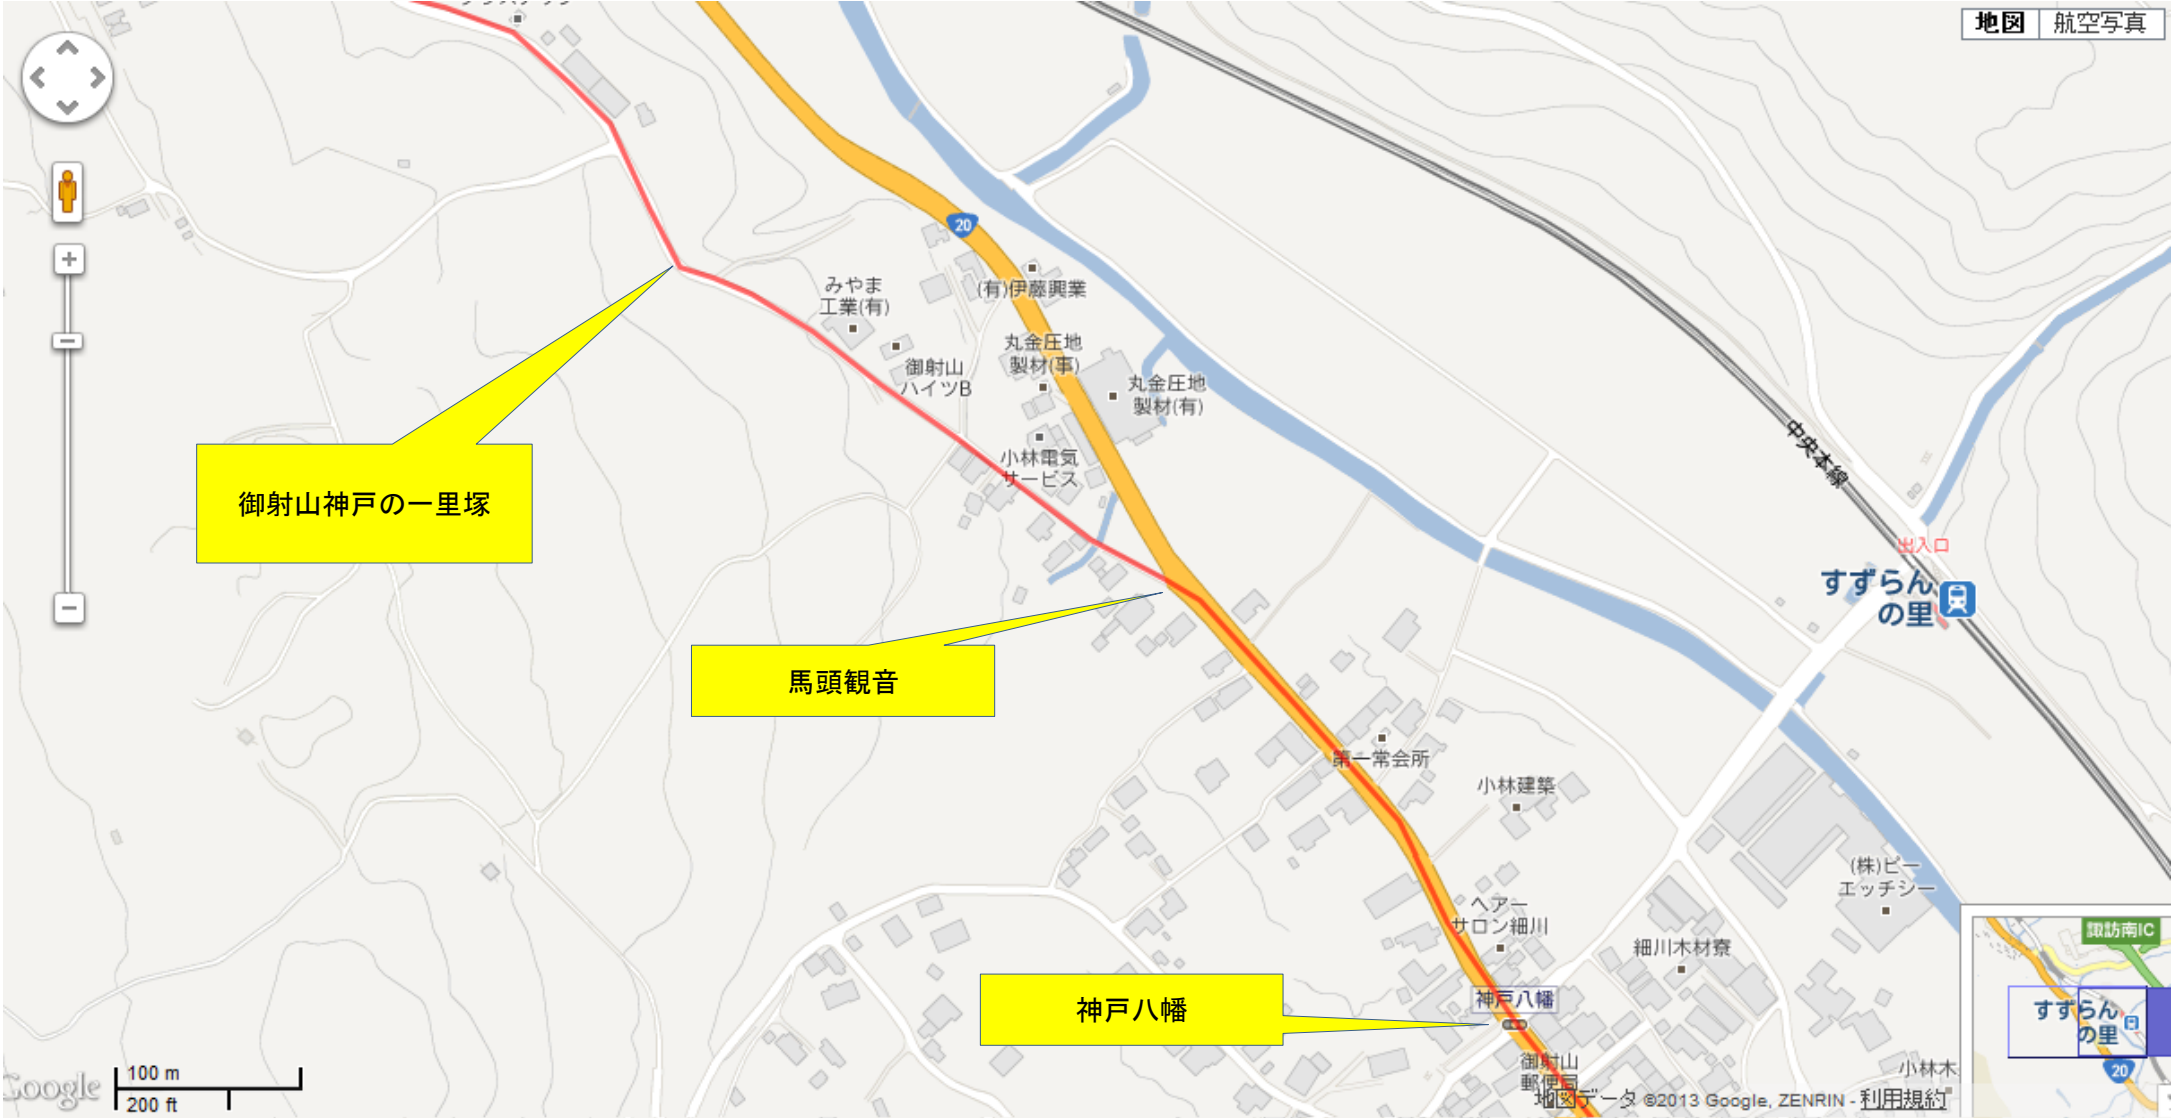 地図
航空写真
20
みやま
工業(有)
(有)伊藤興業
丸金圧地
製材(事)
御射山
ハイツB
丸金圧地
製材(有)
小林電気
サービス
中央本線
御射山神戸の一里塚
出入口
すずらん
の里
馬頭観音
第一常会所
小林建築
(株)ピー
エッチシー
ヘアー
サロン細川
細川木材寮
諏訪南IC
神戸八幡
神戸八幡
すずらん
の里
御射山
郵便局
20
小林木
Google
100 m
200 ft
地図データ ©2013 Google, ZENRIN - 利用規約